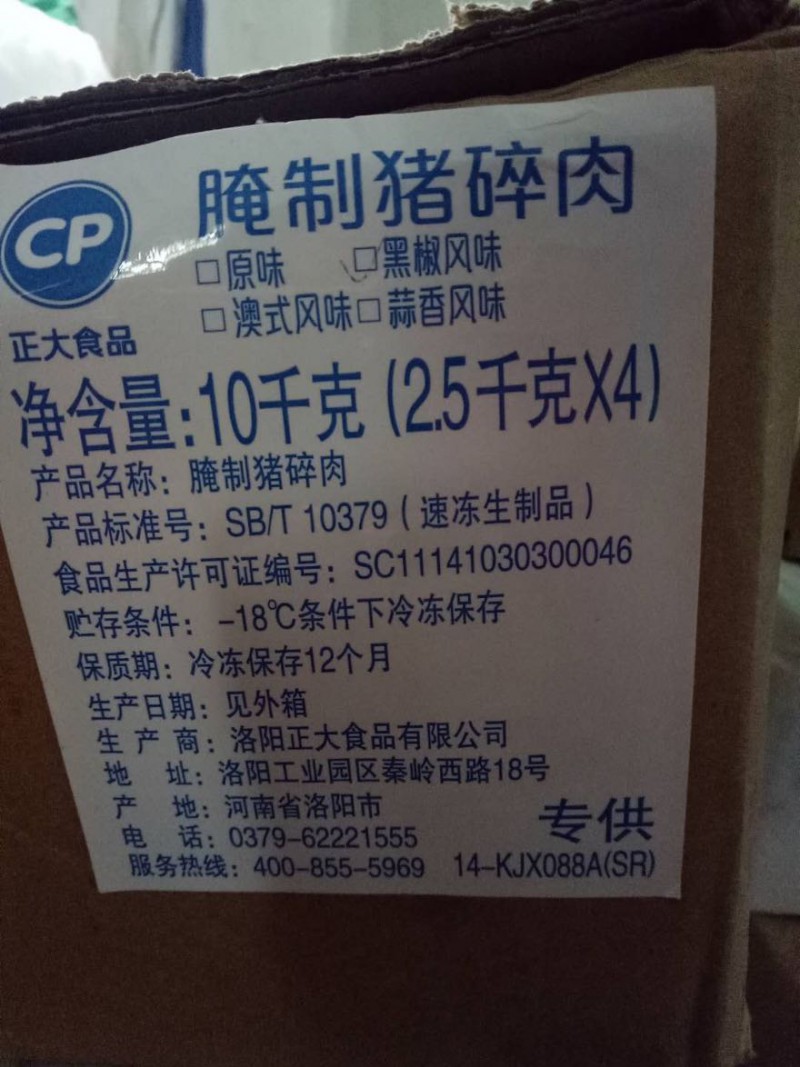 CP
正大食品
腌制猪碎肉
□原味 □黑椒风味
□澳式风味□蒜香风味
净含量:10千克 (2.5千克X4)
产品名称: 腌制猪碎肉
产品标准号: SB/T 10379 (速冻生制品)
食品生产许可证编号: SC11141030300046
贮存条件: -18℃条件下冷冻保存
保质期: 冷冻保存12个月
生产日期: 见外箱
生 产 商: 洛阳正大食品有限公司
地 址: 洛阳工业园区秦岭西路18号
产 地: 河南省洛阳市
电 话: 0379-62221555
服务热线: 400-855-5969
专供
14-KJX088A(SR)